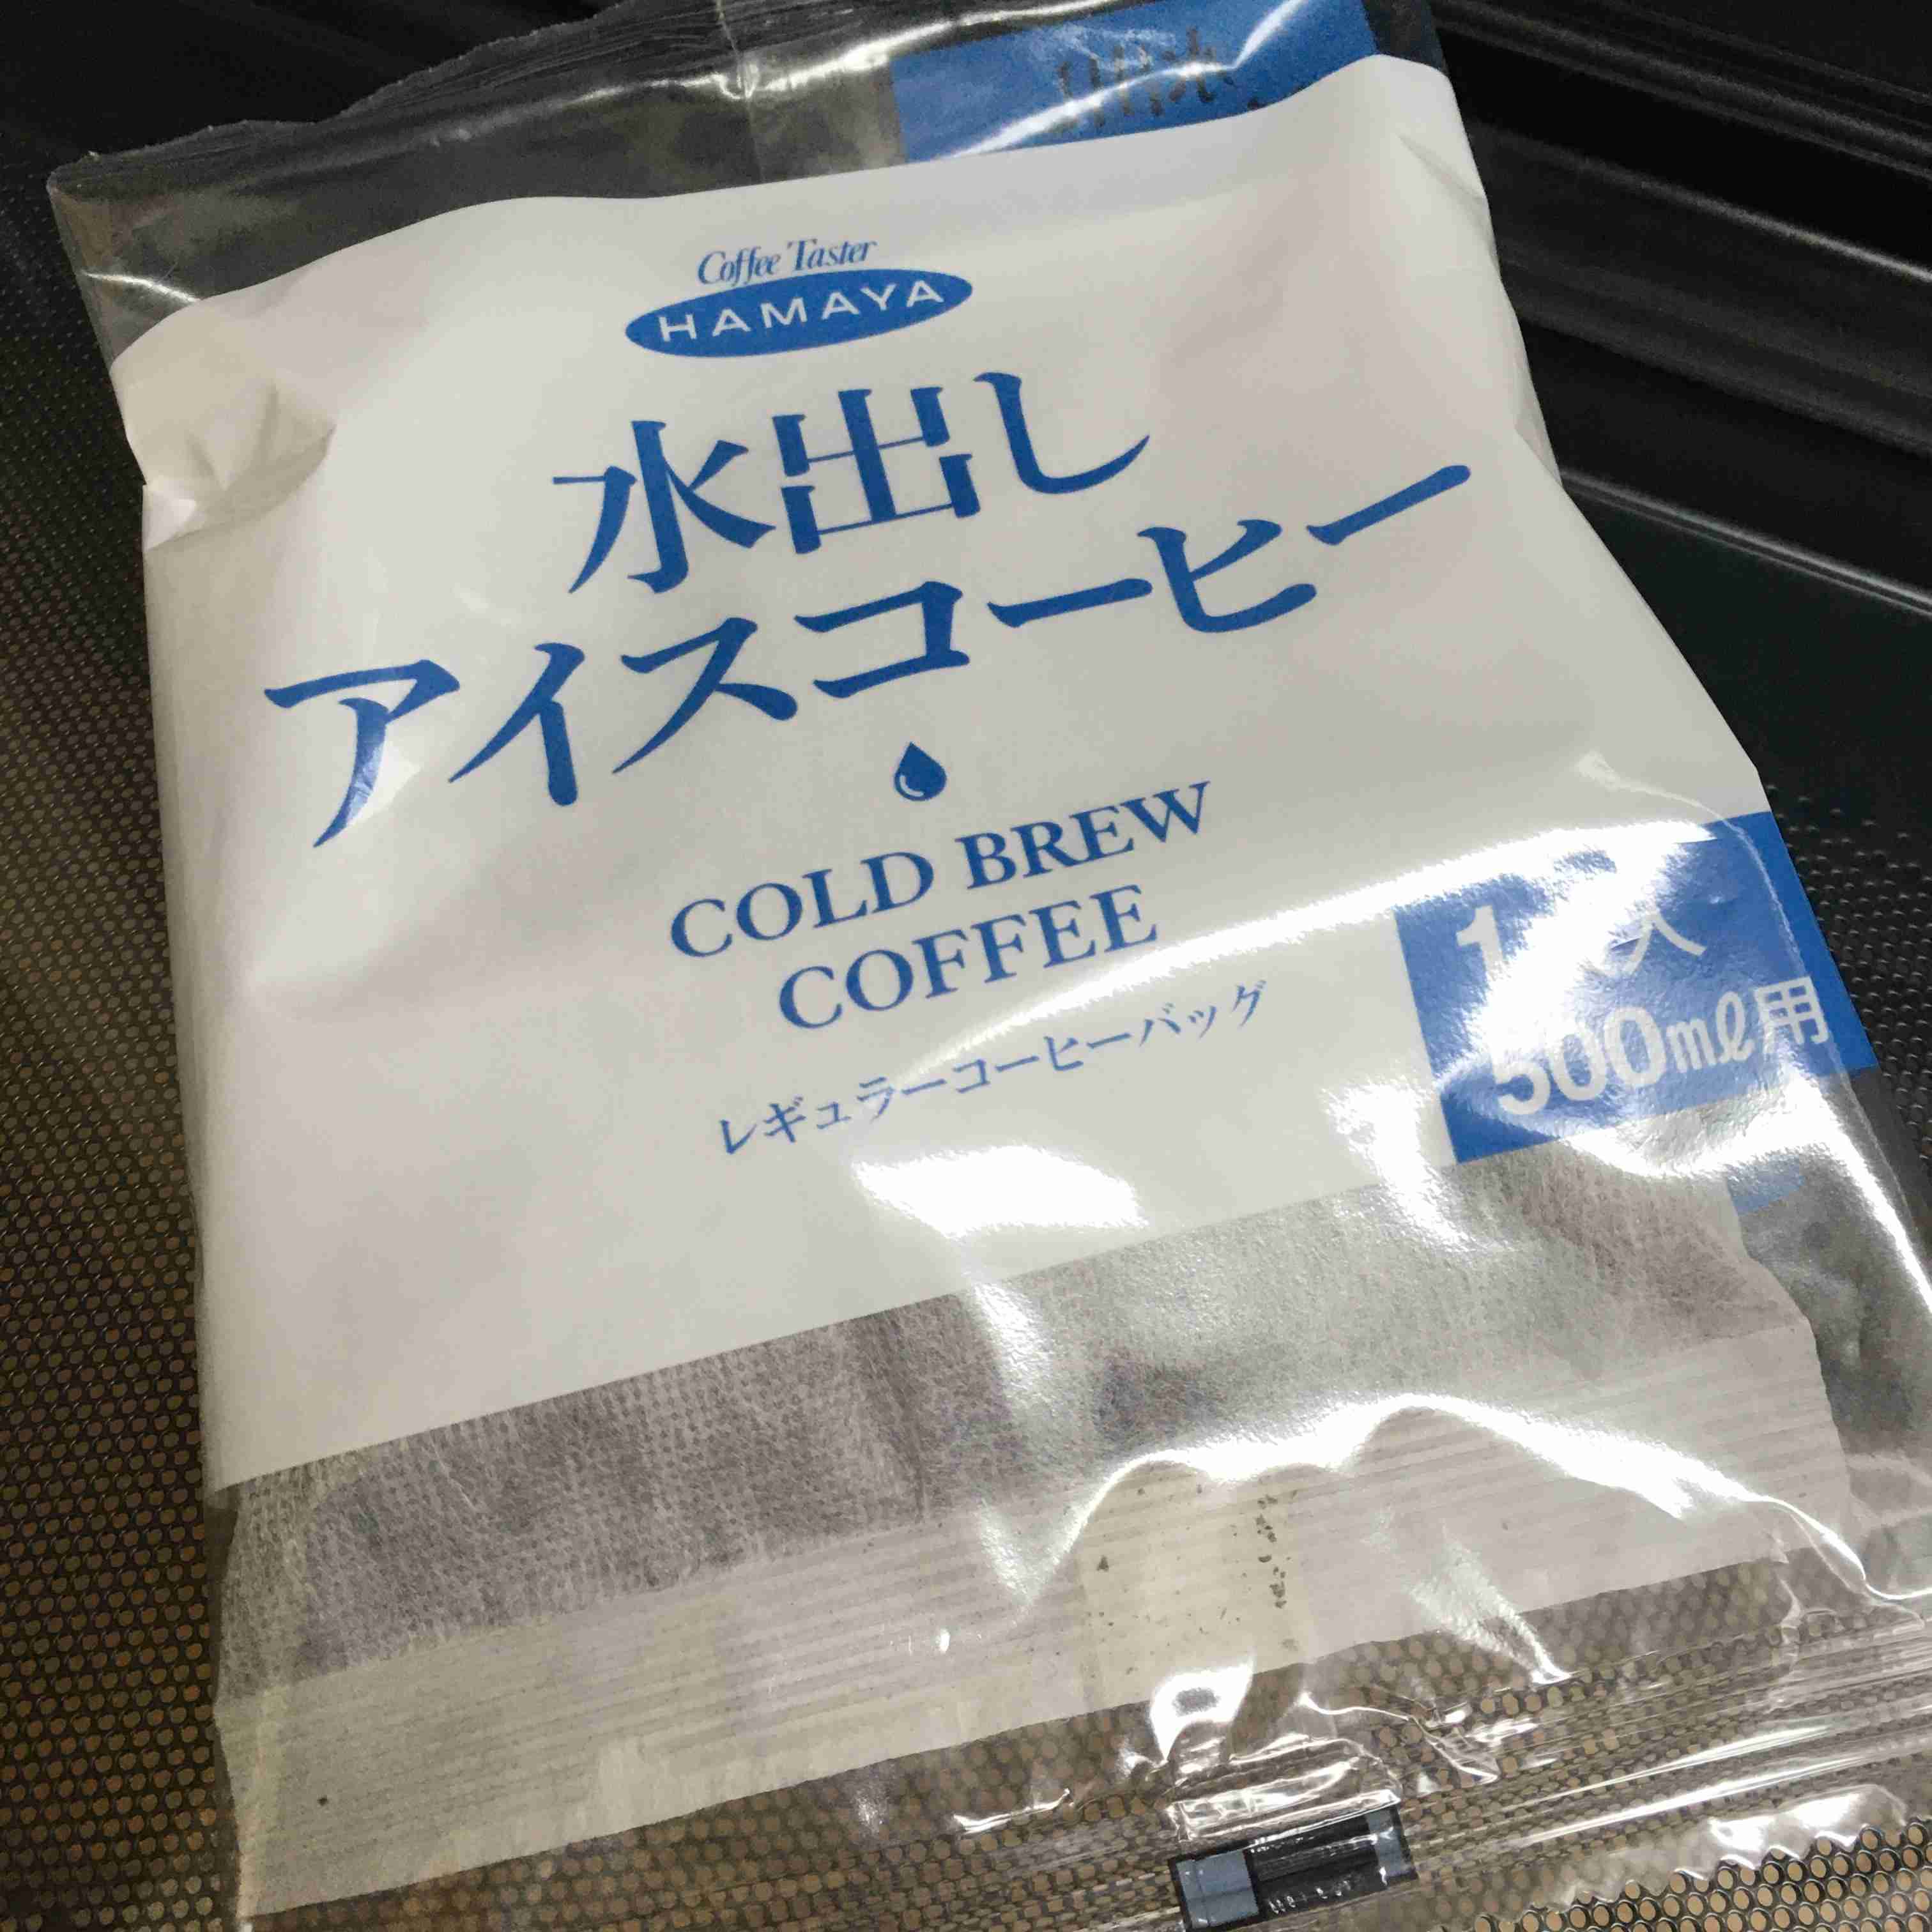 Coffee Taster
HAMAYA
水出し
アイスコーヒー
COLD BREW
COFFEE
レギュラーコーヒーバッグ
500mℓ用